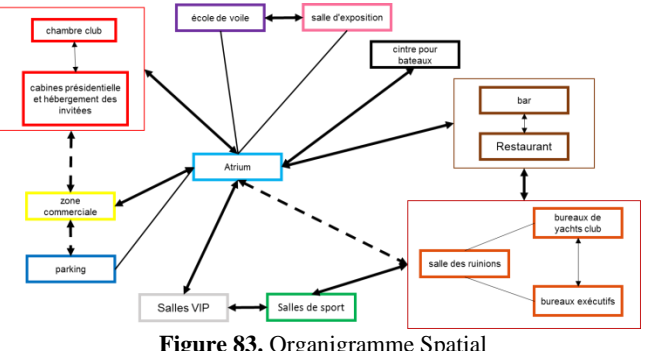 école de voile
salle d'exposition
chambre club
cintre pour
bateaux
cabines présidentielle
et hébergement des
invitées
bar
Restaurant
Atrium
zone
commerciale
bureaux de
yachts club
salle des ruinions
parking
bureaux exécutifs
Salles VIP
Salles de sport
Figure 83. Organigramme Spatial